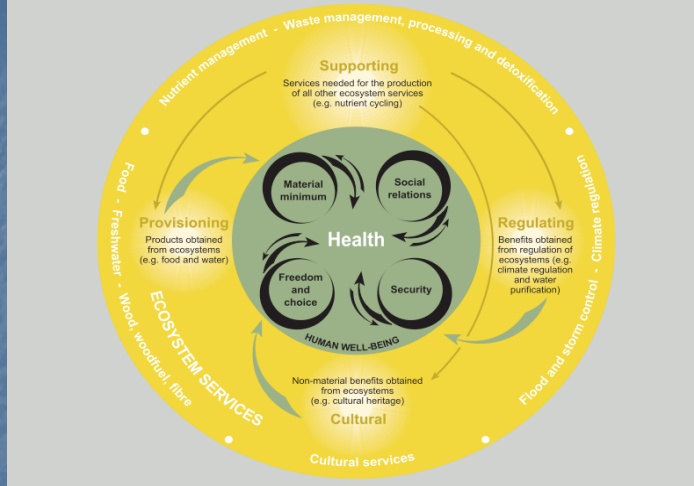 Nutrient management - Waste management, processing and detoxification
Supporting
Services needed for the production
of all other ecosystem services
(e.g. nutrient cycling)
Material
minimum
Social
relations
Health
Freedom
and
choice
Security
HUMAN WELL-BEING
Provisioning
Products obtained
from ecosystems
(e.g. food and water)
Regulating
Benefits obtained
from regulation of
ecosystems (e.g.
climate regulation
and water
purification)
Non-material benefits obtained
from ecosystems
(e.g. cultural heritage)
Cultural
ECOSYSTEM SERVICES
Food - Freshwater - Wood, woodfuel, fibre
Flood and storm control - Climate regulation
Cultural services